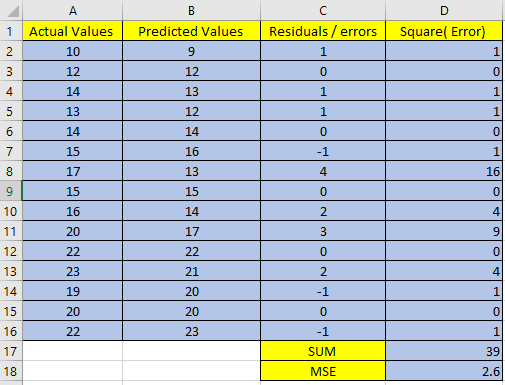 A B C D
1 Actual Values Predicted Values Residuals / errors Square( Error)
2 10 9 1 1
3 12 12 0 0
4 14 13 1 1
5 13 12 1 1
6 14 14 0 0
7 15 16 -1 1
8 17 13 4 16
9 15 15 0 0
10 16 14 2 4
11 20 17 3 9
12 22 22 0 0
13 23 21 2 4
14 19 20 -1 1
15 20 20 0 0
16 22 23 -1 1
17 SUM 39
18 MSE 2.6